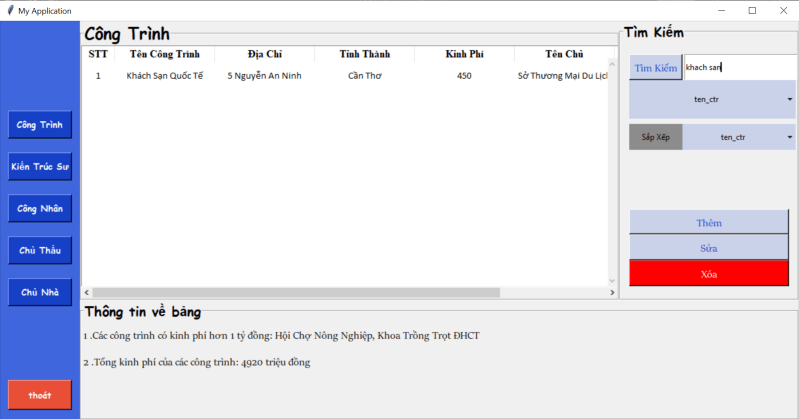 My Application
Công Trình
STT Tên Công Trình Địa Chỉ Tỉnh Thành Kinh Phí Tên Chủ
1 Khách Sạn Quốc Tế 5 Nguyễn An Ninh Cần Thơ 450 Sở Thương Mại Du Lịch
Tìm Kiếm
Tìm Kiếm khach san
ten_ctr
Sắp Xếp ten_ctr
Thêm
Sửa
Xóa
Công Trình
Kiến Trúc Sư
Công Nhân
Chủ Thầu
Chủ Nhà
thoát
Thông tin về bảng
1 .Các công trình có kinh phí hơn 1 tỷ đồng: Hội Chợ Nông Nghiệp, Khoa Trồng Trọt ĐHCT
2 .Tổng kinh phí của các công trình: 4920 triệu đồng